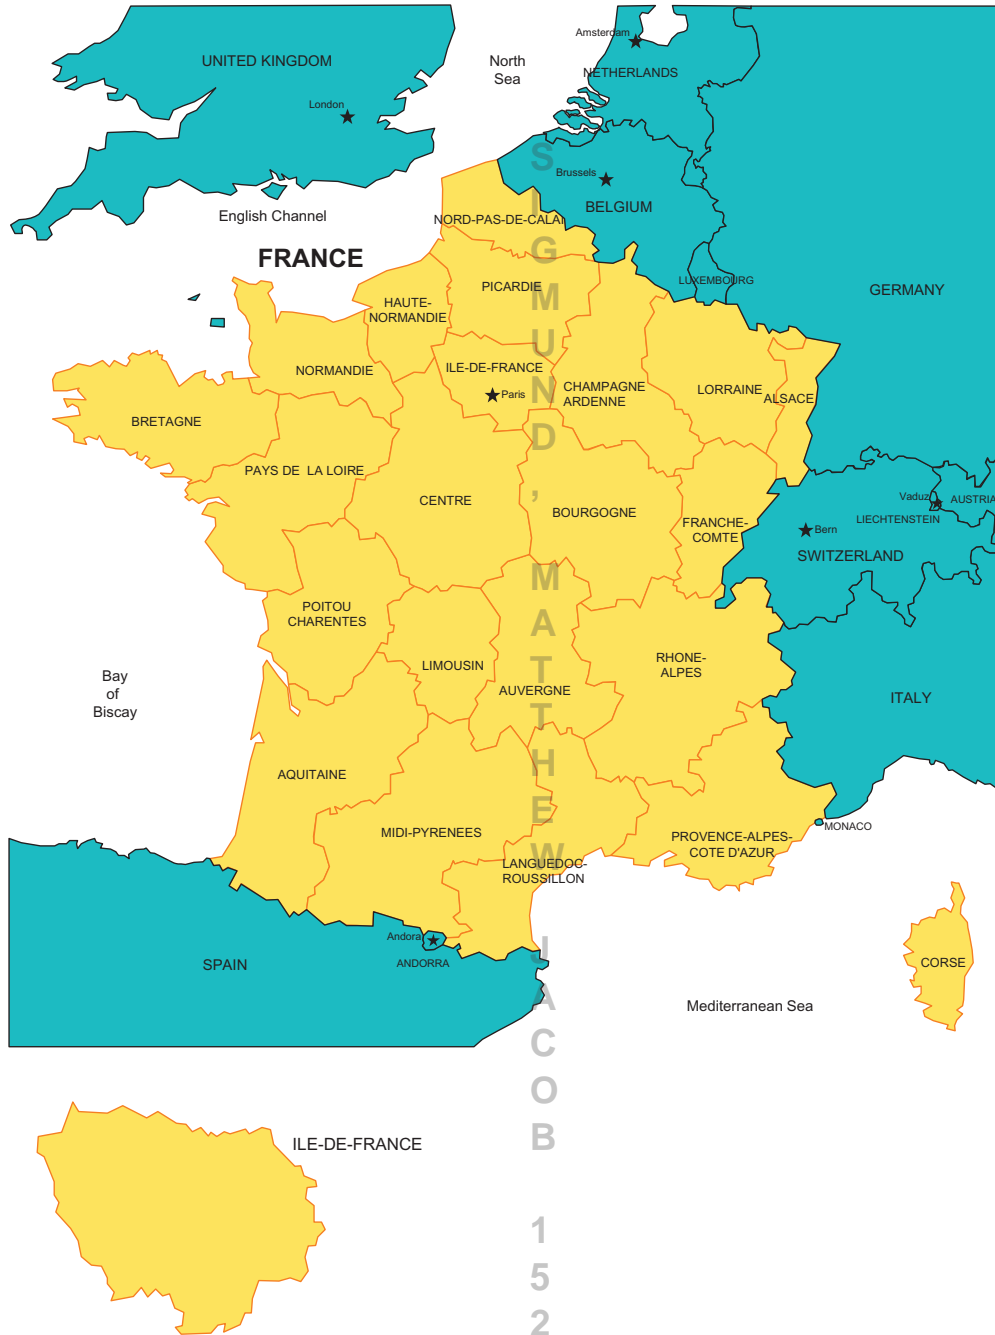 Amsterdam
UNITED KINGDOM
North
Sea
NETHERLANDS
London
Brussels
BELGIUM
English Channel
NORD-PAS-DE-CALAI
FRANCE
LUXEMBOURG
GERMANY
PICARDIE
HAUTE-
NORMANDIE
NORMANDIE
ILE-DE-FRANCE
Paris
CHAMPAGNE
ARDENNE
LORRAINE
ALSACE
BRETAGNE
PAYS DE LA LOIRE
CENTRE
BOURGOGNE
FRANCHE-
COMTE
Vaduz
AUSTRIA
LIECHTENSTEIN
Bern
SWITZERLAND
POITOU
CHARENTES
LIMOUSIN
AUVERGNE
RHONE-
ALPES
Bay
of
Biscay
ITALY
AQUITAINE
MIDI-PYRENEES
PROVENCE-ALPES-
COTE D'AZUR
MONACO
LANGUEDOC-
ROUSSILLON
Andora
ANDORRA
SPAIN
CORSE
Mediterranean Sea
ILE-DE-FRANCE
SIGMUND, MATTHEW JACOB 152